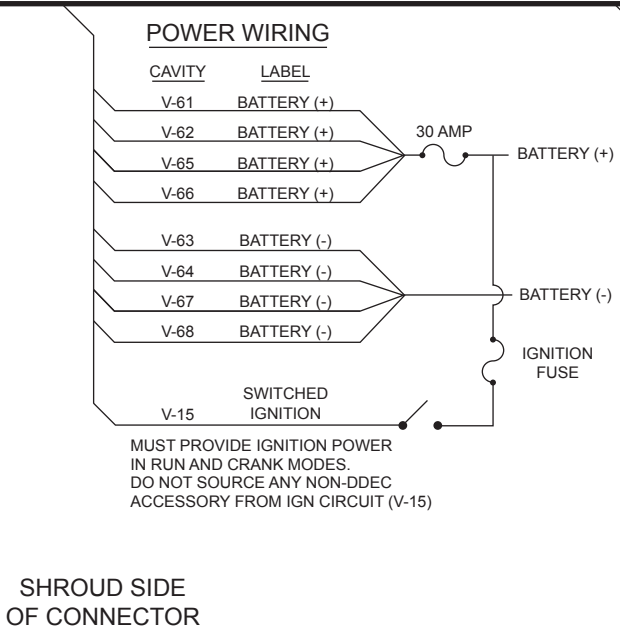 POWER WIRING
CAVITY LABEL
V-61 BATTERY (+)
V-62 BATTERY (+)
30 AMP
V-65 BATTERY (+)
BATTERY (+)
V-66 BATTERY (+)
V-63 BATTERY (-)
V-64 BATTERY (-)
V-67 BATTERY (-)
BATTERY (-)
V-68 BATTERY (-)
IGNITION
FUSE
SWITCHED
V-15 IGNITION
MUST PROVIDE IGNITION POWER
IN RUN AND CRANK MODES.
DO NOT SOURCE ANY NON-DDEC
ACCESSORY FROM IGN CIRCUIT (V-15)
SHROUD SIDE
OF CONNECTOR